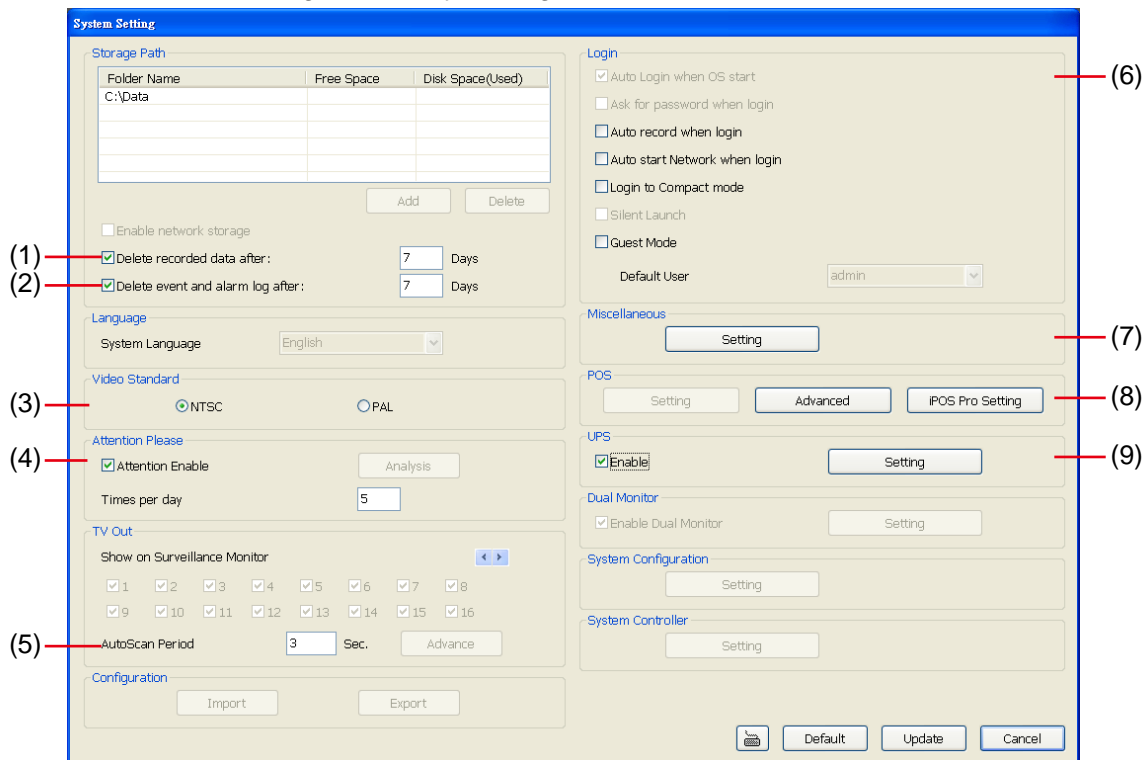 System Setting
Storage Path
Folder Name Free Space Disk Space(Used)
C:\Data
Add Delete
Enable network storage
(1) Delete recorded data after: 7 Days
(2) Delete event and alarm log after: 7 Days
Language
System Language English
Video Standard
(3) NTSC PAL
Attention Please
(4) Attention Enable Analysis
Times per day 5
TV Out
Show on Surveillance Monitor
1 2 3 4 5 6 7 8
9 10 11 12 13 14 15 16
(5) AutoScan Period 3 Sec. Advance
Configuration
Import Export
Login
Auto Login when OS start (6)
Ask for password when login
Auto record when login
Auto start Network when login
Login to Compact mode
Silent Launch
Guest Mode
Default User admin
Miscellaneous
Setting (7)
POS
Setting Advanced iPOS Pro Setting (8)
UPS
Enable Setting (9)
Dual Monitor
Enable Dual Monitor Setting
System Configuration
Setting
System Controller
Setting
Default Update Cancel